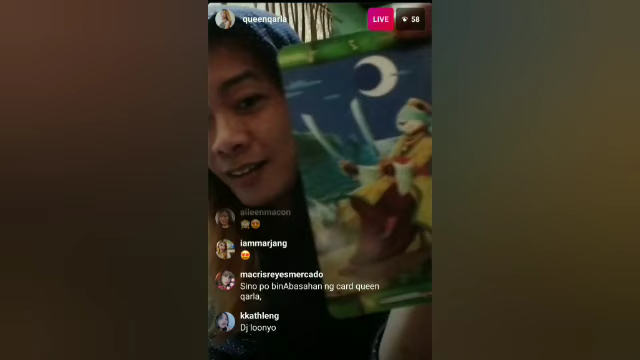 queenqarla
LIVE
58
aileenmacon
iammarjang
macrisreyesmercado
Sino po binAbasahan ng card queen
qarla,
kkathleng
Dj loonyo